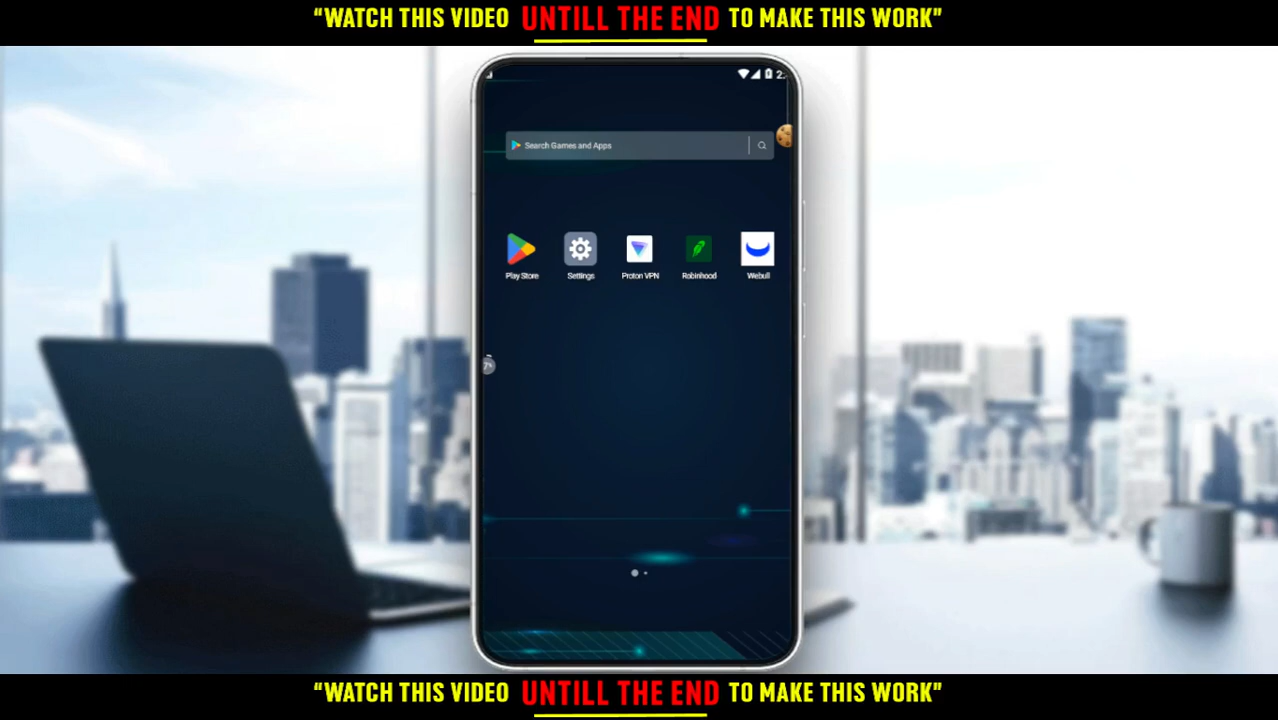 “WATCH THIS VIDEO UNTILL THE END TO MAKE THIS WORK”
2:
Search Games and Apps
Play Store
Settings
Proton VPN
Robinhood
Webull
“WATCH THIS VIDEO UNTILL THE END TO MAKE THIS WORK”